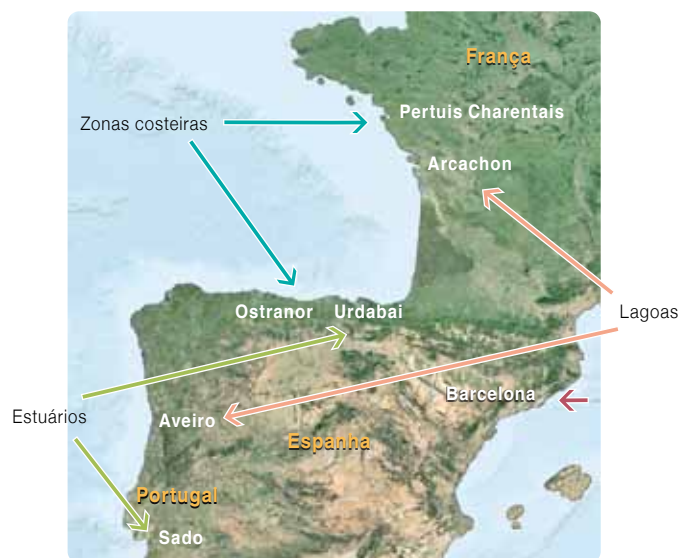 França
Pertuis Charentais
Zonas costeiras
Arcachon
Ostranor Urdabai
Lagoas
Barcelona
Estuários
Aveiro
Espanha
Portugal
Sado